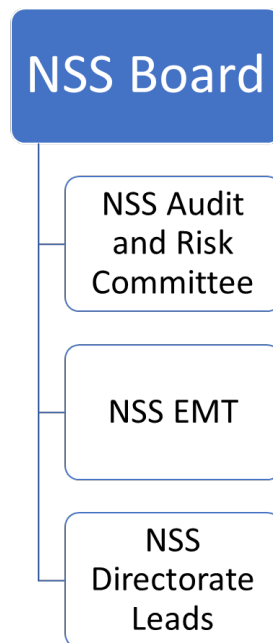 NSS Board
NSS Audit
and Risk
Committee
NSS EMT
NSS
Directorate
Leads